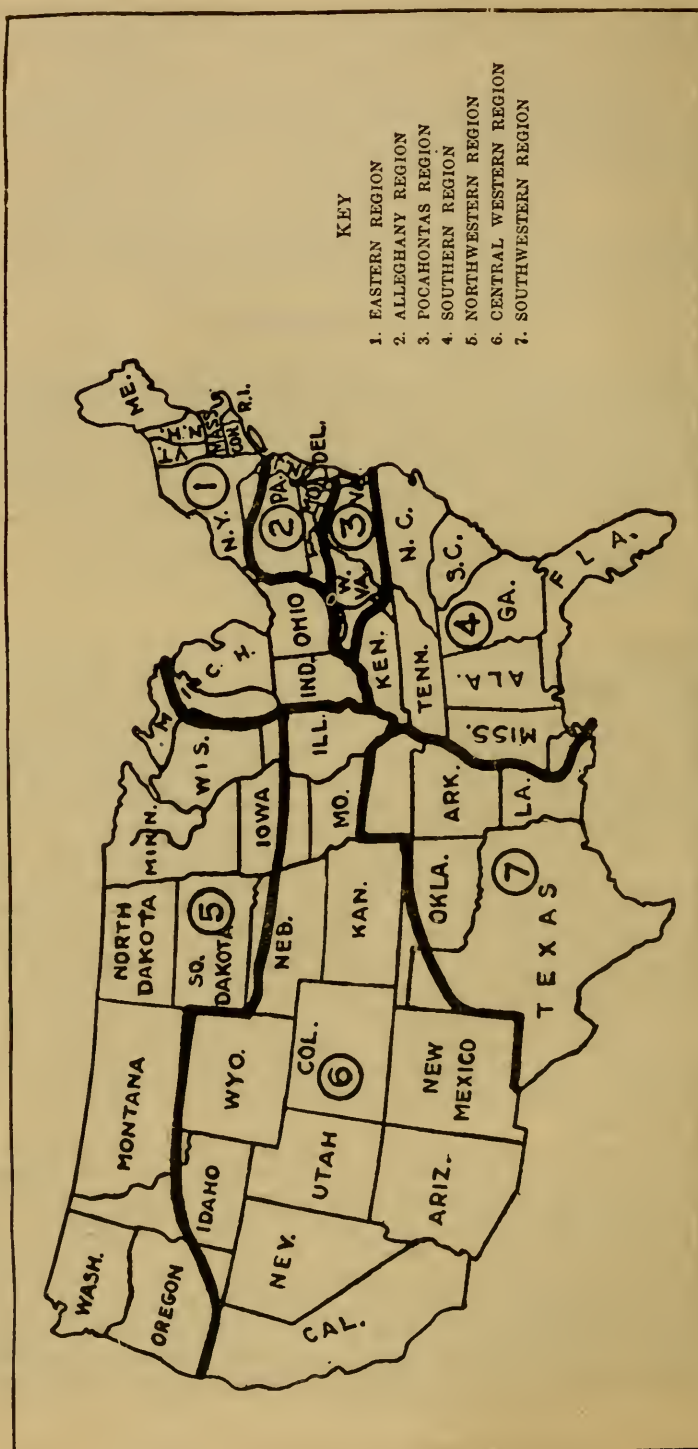 WASH.
OREGON
CAL.
NEV.
IDAHO
MONTANA
WYO.
UTAH
ARIZ.
COL.
6
NEW
MEXICO
NORTH
DAKOTA
SO.
DAKOTA
5
NEB.
KAN.
OKLA.
TEXAS
7
MINN.
IOWA
MO.
ARK.
LA.
WIS.
ILL.
MICH.
IND.
OHIO
KEN.
TENN.
MISS.
ALA.
GA.
4
FLA.
S.C.
N.C.
W.
VA.
3
VA.
PA.
2
DEL.
N.Y.
1
VT.
N.H.
MASS
CON
R.I.
ME.
KEY
1. EASTERN REGION
2. ALLEGHANY REGION
3. POCAHONTAS REGION
4. SOUTHERN REGION
5. NORTHWESTERN REGION
6. CENTRAL WESTERN REGION
7. SOUTHWESTERN REGION